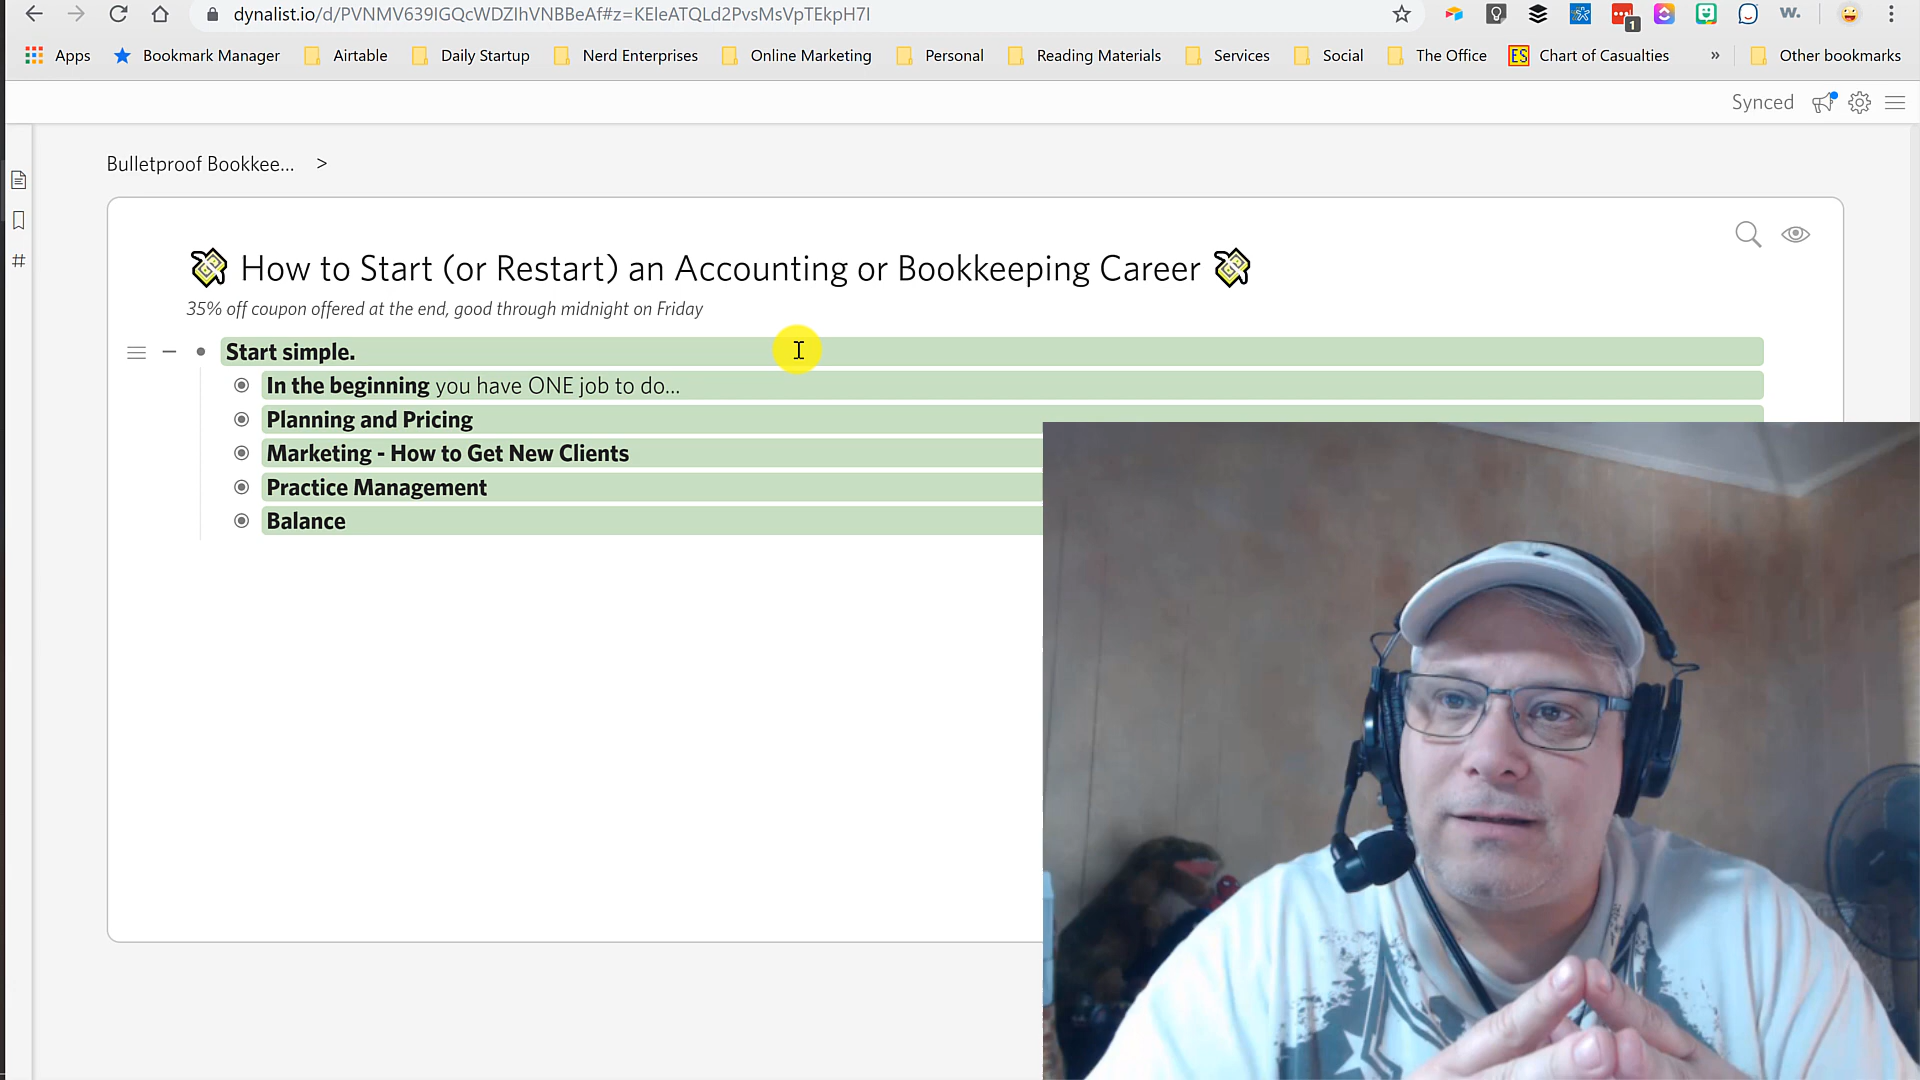 dynalist.io/d/PVNMV639IGQcWDZIhVNBBeAf#z=KEIeATQLd2PvsMsVpTEkpH7I
1
w.
Apps
Bookmark Manager
Airtable
Daily Startup
Nerd Enterprises
Online Marketing
Personal
Reading Materials
Services
Social
The Office
ES
Chart of Casualties
»
Other bookmarks
Synced
Bulletproof Bookkee... >
#
How to Start (or Restart) an Accounting or Bookkeeping Career
35% off coupon offered at the end, good through midnight on Friday
Start simple.
In the beginning you have ONE job to do...
Planning and Pricing
Marketing - How to Get New Clients
Practice Management
Balance